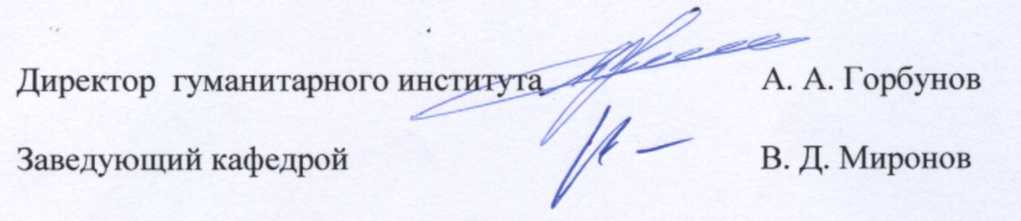 Директор гуманитарного института А. А. Горбунов
Заведующий кафедрой В. Д. Миронов